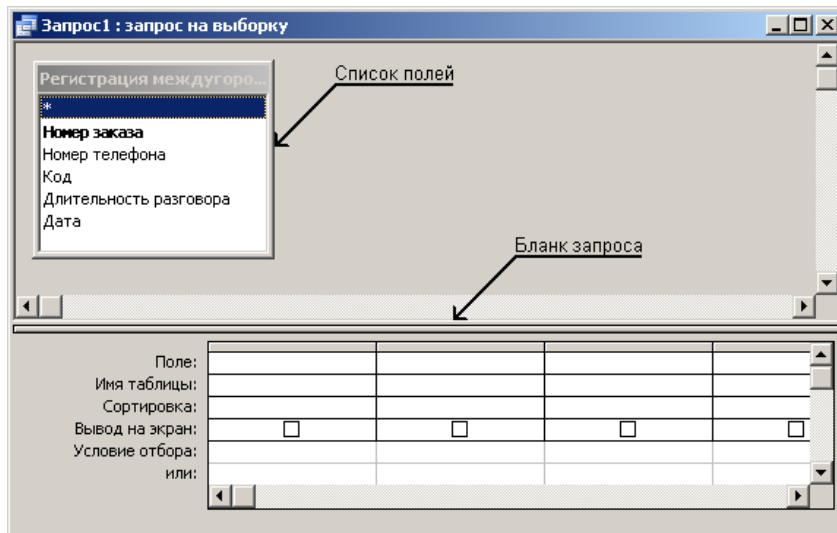 Запрос1 : запрос на выборку
Регистрация междугоро...
Список полей
*
Номер заказа
Номер телефона
Код
Длительность разговора
Дата
Бланк запроса
Поле:
Имя таблицы:
Сортировка:
Вывод на экран:
Условие отбора:
или: